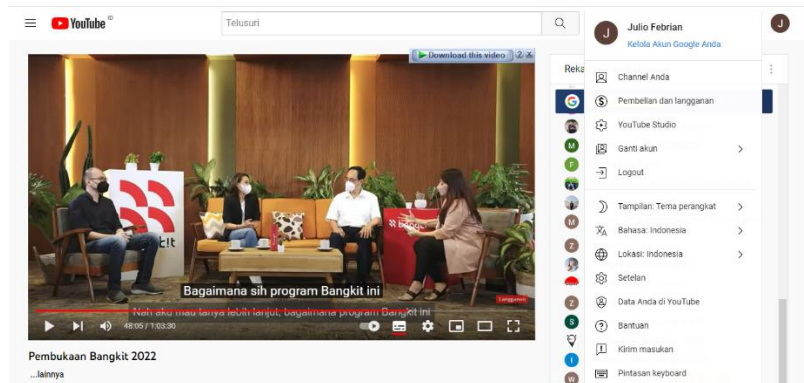 YouTube ID
Telusuri
J
Julio Febrian
Kelola Akun Google Anda
J
Download this video ? X
Reka
Channel Anda
Pembelian dan langganan
YouTube Studio
Ganti akun
Logout
Tampilan: Tema perangkat
Bahasa: Indonesia
Lokasi: Indonesia
Setelan
Data Anda di YouTube
Bantuan
Kirim masukan
Pintasan keyboard
G
M
F
M
Z
Z
S
I
W
Bagaimana sih program Bangkit ini
Langganan
Nah aku mau tanya lebih lanjut, bagaimana program Bangkit ini
48:05 / 1:03:30
Pembukaan Bangkit 2022
...lainnya